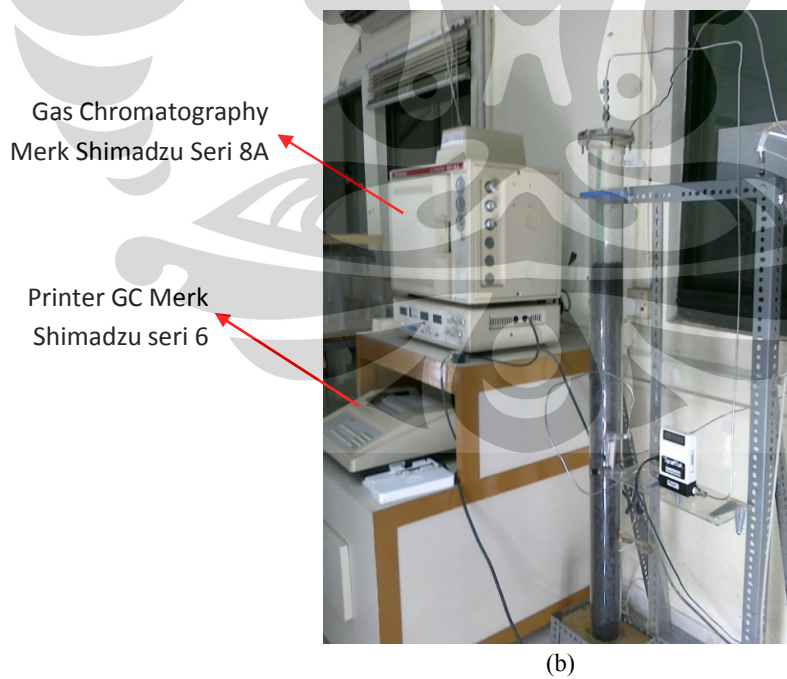 Gas Chromatography
Merk Shimadzu Seri 8A
Printer GC Merk
Shimadzu seri 6
(b)